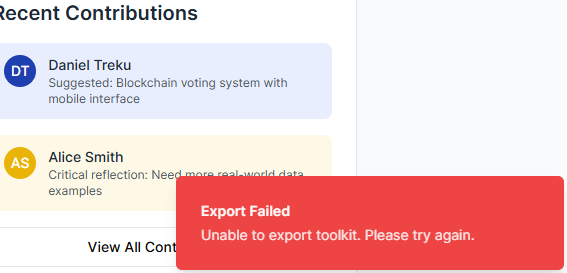 Recent Contributions
DT
Daniel Treku
Suggested: Blockchain voting system with
mobile interface
AS
Alice Smith
Critical reflection: Need more real-world data
examples
Export Failed
Unable to export toolkit. Please try again.
View All Cont